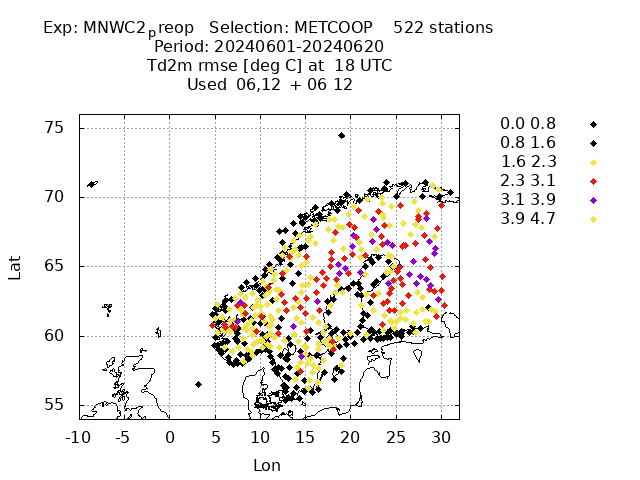 Exp: MNWC2preop Selection: METCOOP 522 stations
Period: 20240601-20240620
Td2m rmse [deg C] at 18 UTC
Used 06,12 + 06 12
0.0 0.8
0.8 1.6
1.6 2.3
2.3 3.1
3.1 3.9
3.9 4.7
75
70
65
60
55
Lat
-10 -5 0 5 10 15 20 25 30
Lon